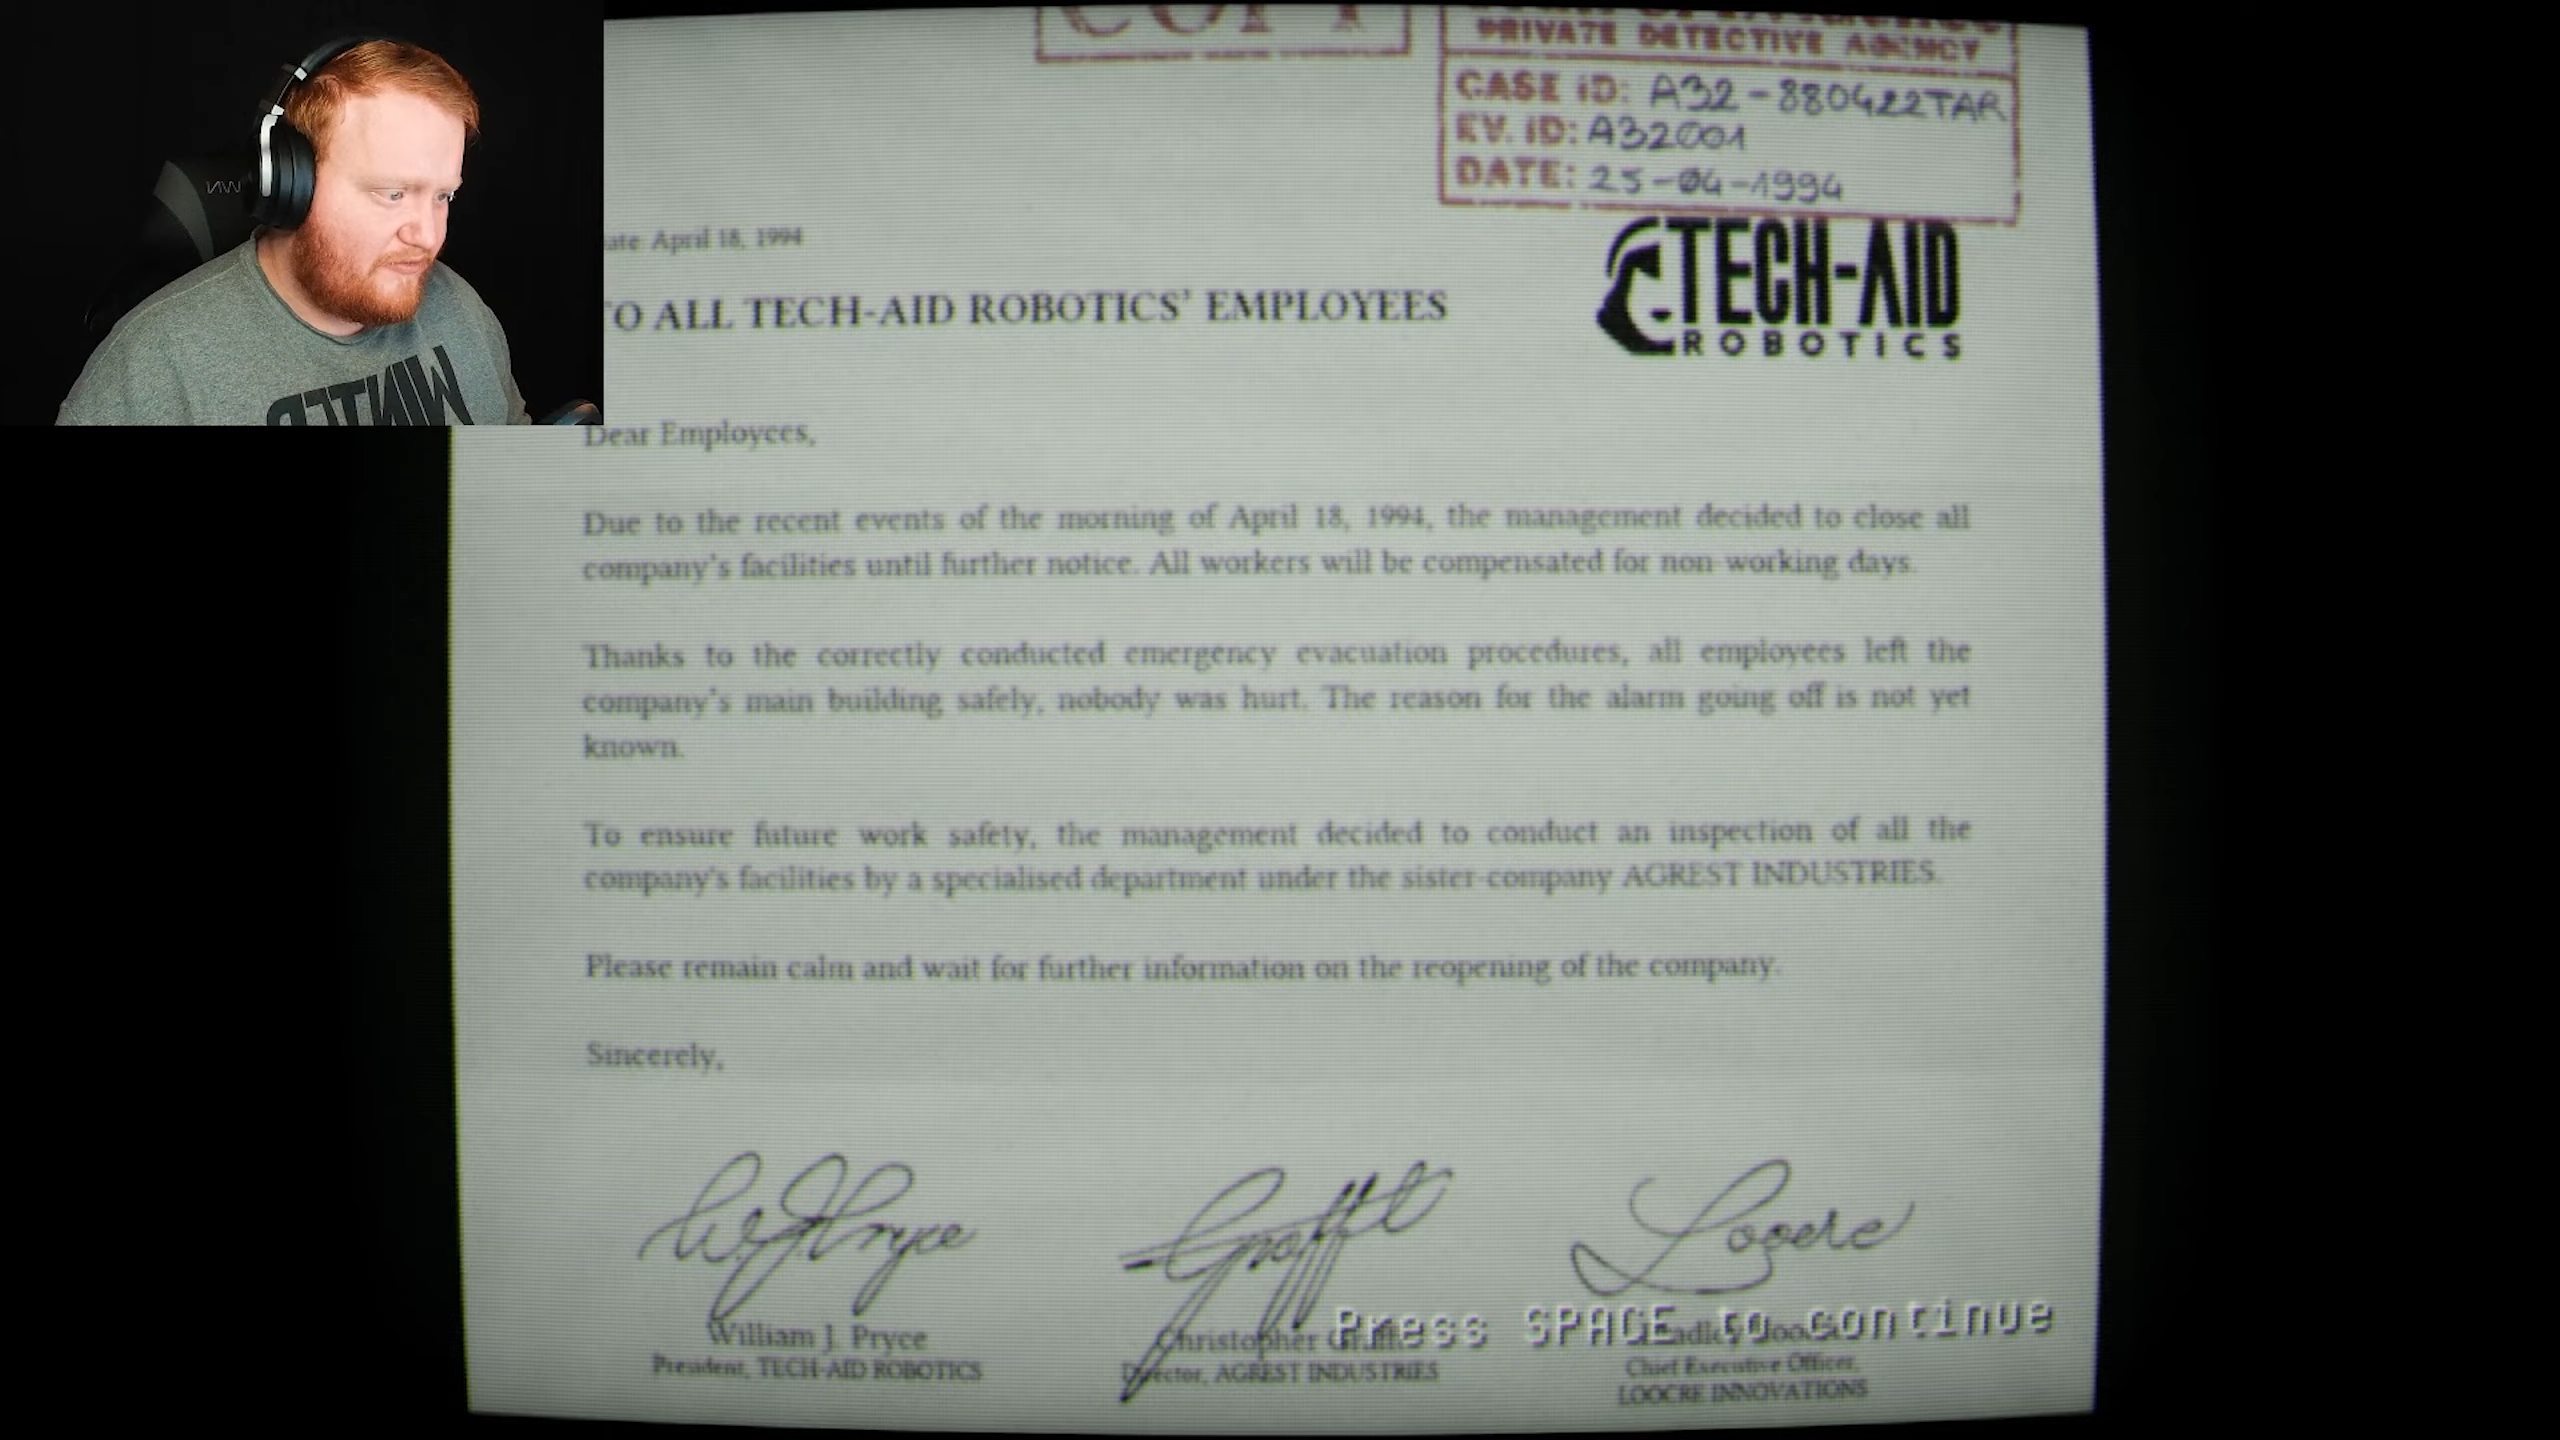 COPY
PRIVATE DETECTIVE AGENCY
CASE ID: A32-880422TAR
EV. ID: A32001
DATE: 25-04-1994
ate April 18, 1994
TECH-AID
ROBOTICS
O ALL TECH-AID ROBOTICS' EMPLOYEES
WINTER
Dear Employees,
Due to the recent events of the morning of April 18, 1994, the management decided to close all
company's facilities until further notice. All workers will be compensated for non-working days.
Thanks to the correctly conducted emergency evacuation procedures, all employees left the
company's main building safely, nobody was hurt. The reason for the alarm going off is not yet
known.
To ensure future work safety, the management decided to conduct an inspection of all the
company's facilities by a specialised department under the sister-company AGREST INDUSTRIES.
Please remain calm and wait for further information on the reopening of the company.
Sincerely,
W. J. Pryce
Loocre
Press SPACE to continue
William J. Pryce
Christopher
President, TECH-AID ROBOTICS
Director, AGREST INDUSTRIES
Chief Executive Officer,
LOOCRE INNOVATIONS